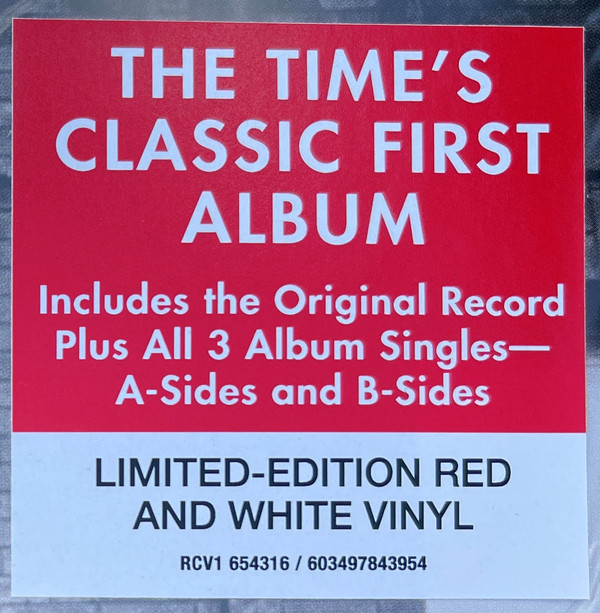 THE TIME'S
CLASSIC FIRST
ALBUM
Includes the Original Record
Plus All 3 Album Singles—
A-Sides and B-Sides
LIMITED-EDITION RED
AND WHITE VINYL
RCV1 654316 / 603497843954